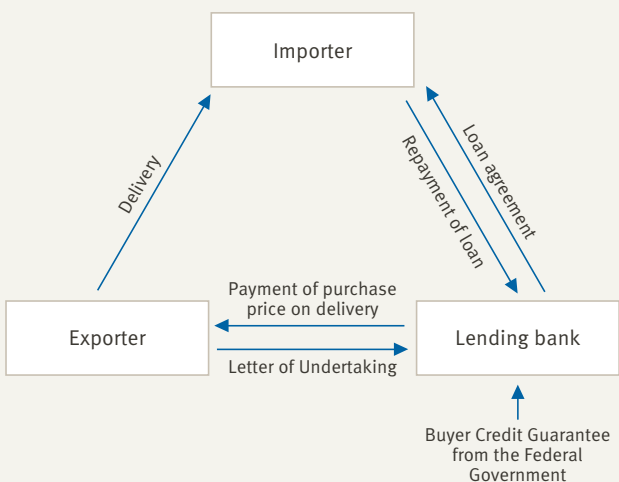 Importer
Delivery
Repayment of loan
Loan agreement
Payment of purchase
price on delivery
Exporter
Lending bank
Letter of Undertaking
Buyer Credit Guarantee
from the Federal
Government